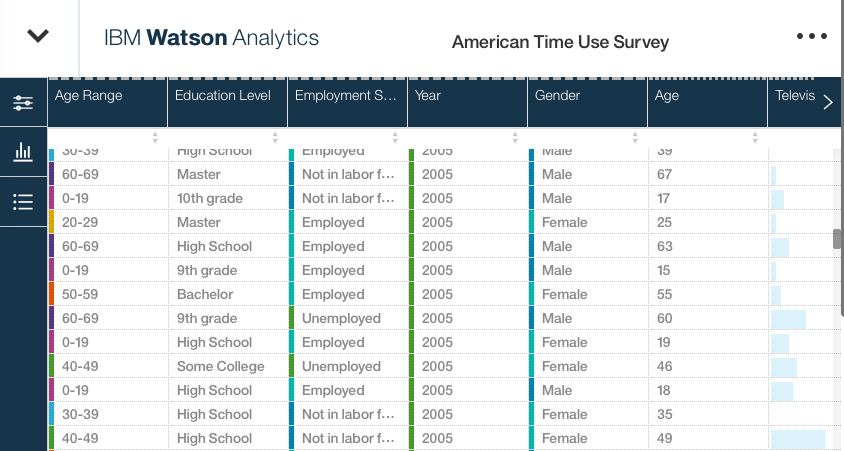 IBM Watson Analytics
American Time Use Survey
Age Range Education Level Employment S... Year Gender Age Televis
30-39 High School Employed 2005 Male 39
60-69 Master Not in labor f... 2005 Male 67
0-19 10th grade Not in labor f... 2005 Male 17
20-29 Master Employed 2005 Female 25
60-69 High School Employed 2005 Male 63
0-19 9th grade Employed 2005 Male 15
50-59 Bachelor Employed 2005 Female 55
60-69 9th grade Unemployed 2005 Male 60
0-19 High School Employed 2005 Female 19
40-49 Some College Unemployed 2005 Female 46
0-19 High School Employed 2005 Male 18
30-39 High School Not in labor f... 2005 Female 35
40-49 High School Not in labor f... 2005 Female 49